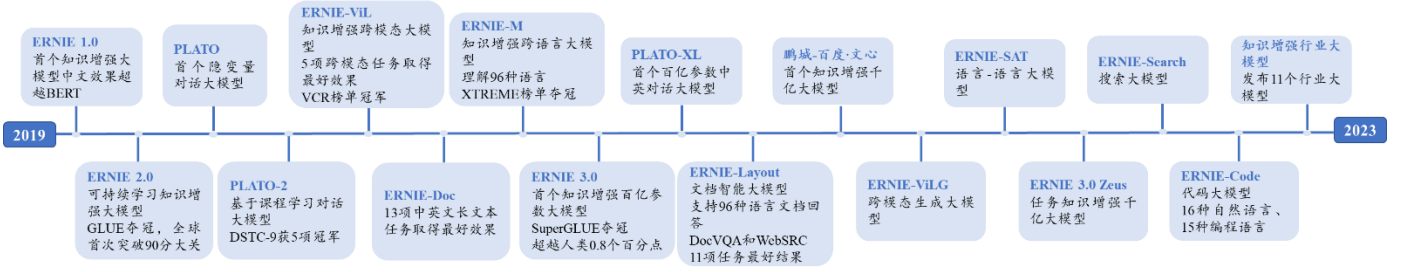 2019
ERNIE 1.0
首个知识增强大
模型中文效果超
越BERT
PLATO
首个隐变量
对话大模型
ERNIE-ViL
知识增强跨模态大模
型
5项跨模态任务取得
最好效果
VCR榜单冠军
ERNIE-M
知识增强跨语言大模
型
理解96种语言
XTREME榜单夺冠
PLATO-XL
首个百亿参数中
英对话大模型
鹏城-百度·文心
首个知识增强千
亿大模型
ERNIE-SAT
语言-语言大模
型
ERNIE-Search
搜索大模型
知识增强行业大
模型
发布11个行业大
模型
2023
ERNIE 2.0
可持续学习知识增
强大模型
GLUE夺冠，全球
首次突破90分大关
PLATO-2
基于课程学习对话
大模型
DSTC-9获5项冠军
ERNIE-Doc
13项中英文长文本
任务取得最好效果
ERNIE 3.0
首个知识增强百亿参
数大模型
SuperGLUE夺冠
超越人类0.8个百分点
ERNIE-Layout
文档智能大模型
支持96种语言文档回
答
DocVQA和WebSRC
11项任务最好结果
ERNIE-ViLG
跨模态生成大模
型
ERNIE 3.0 Zeus
任务知识增强千
亿大模型
ERNIE-Code
代码大模型
16种自然语言、
15种编程语言